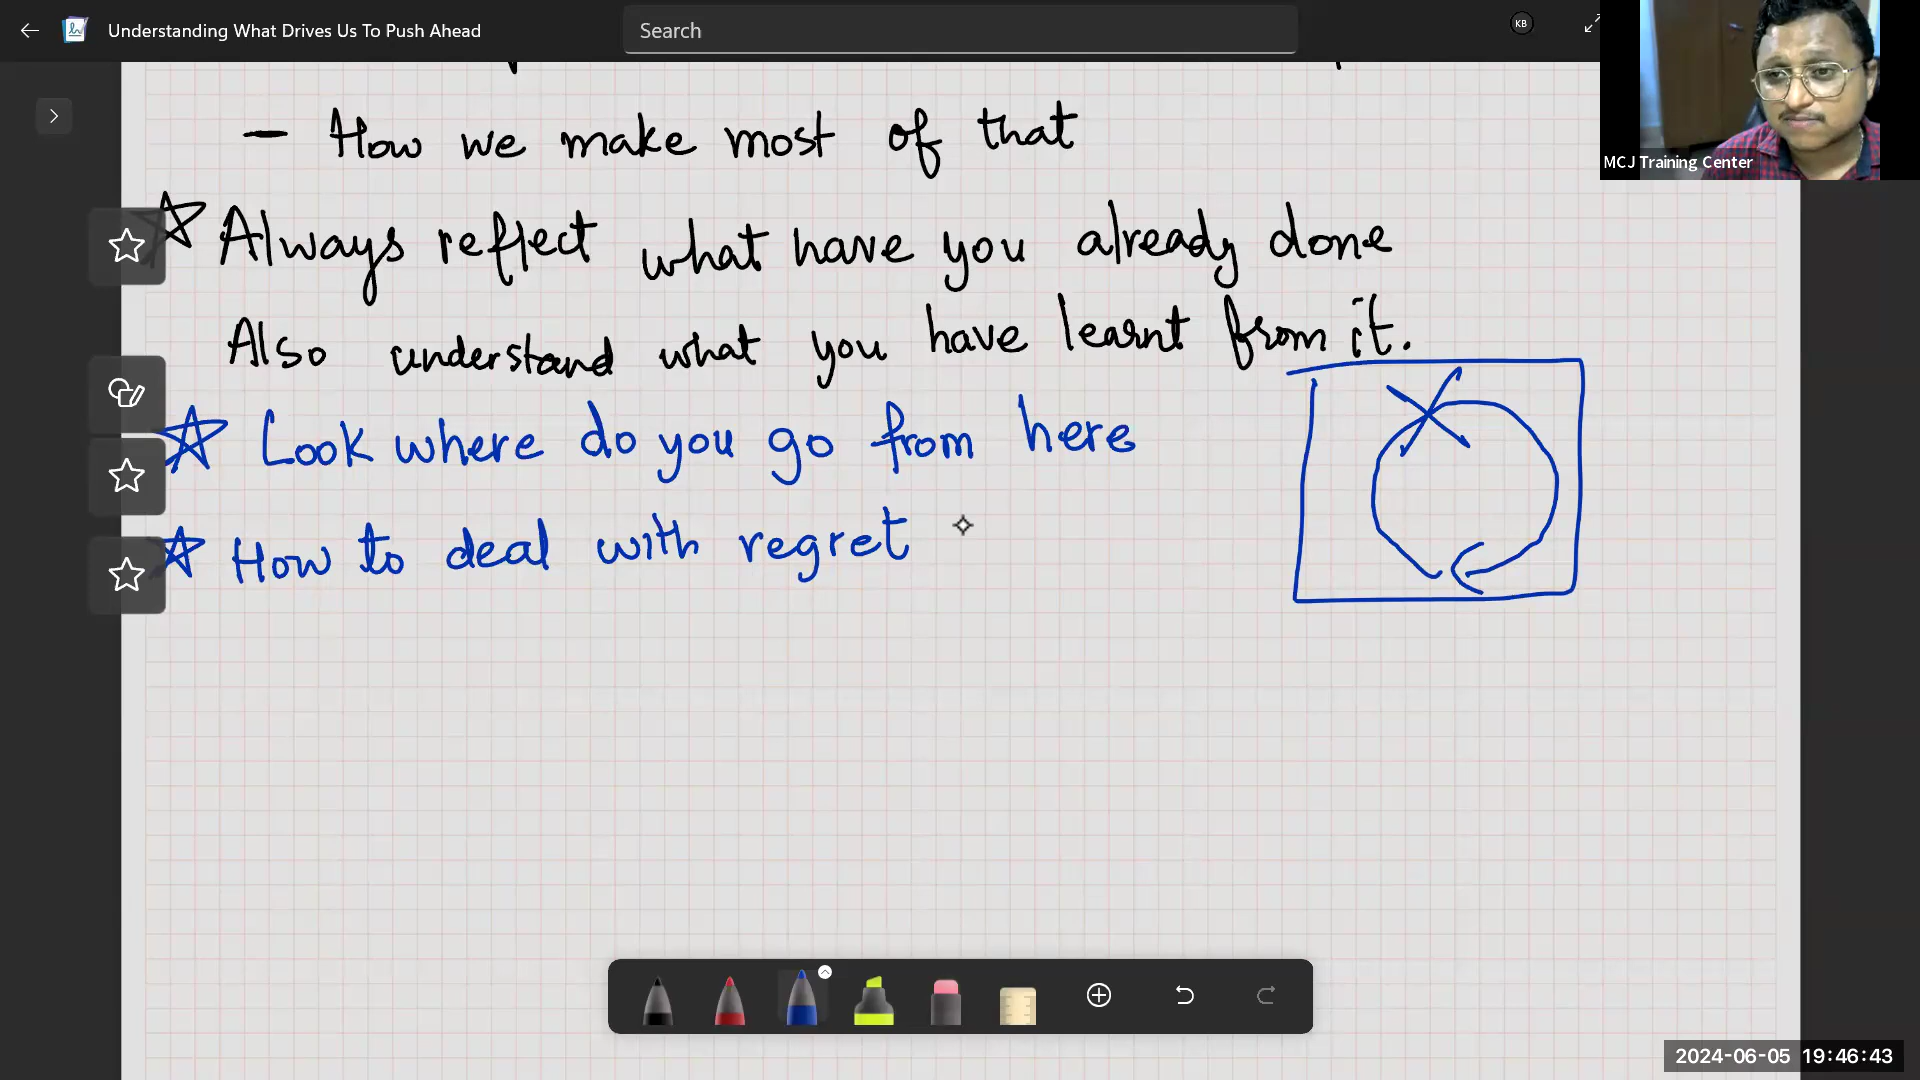 Understanding What Drives Us To Push Ahead
Search
KB
MCJ Training Center
- How we make most of that
Always reflect what have you already done
Also understand what you have learnt from it.
Look where do you go from here
How to deal with regret
2024-06-05 19:46:43